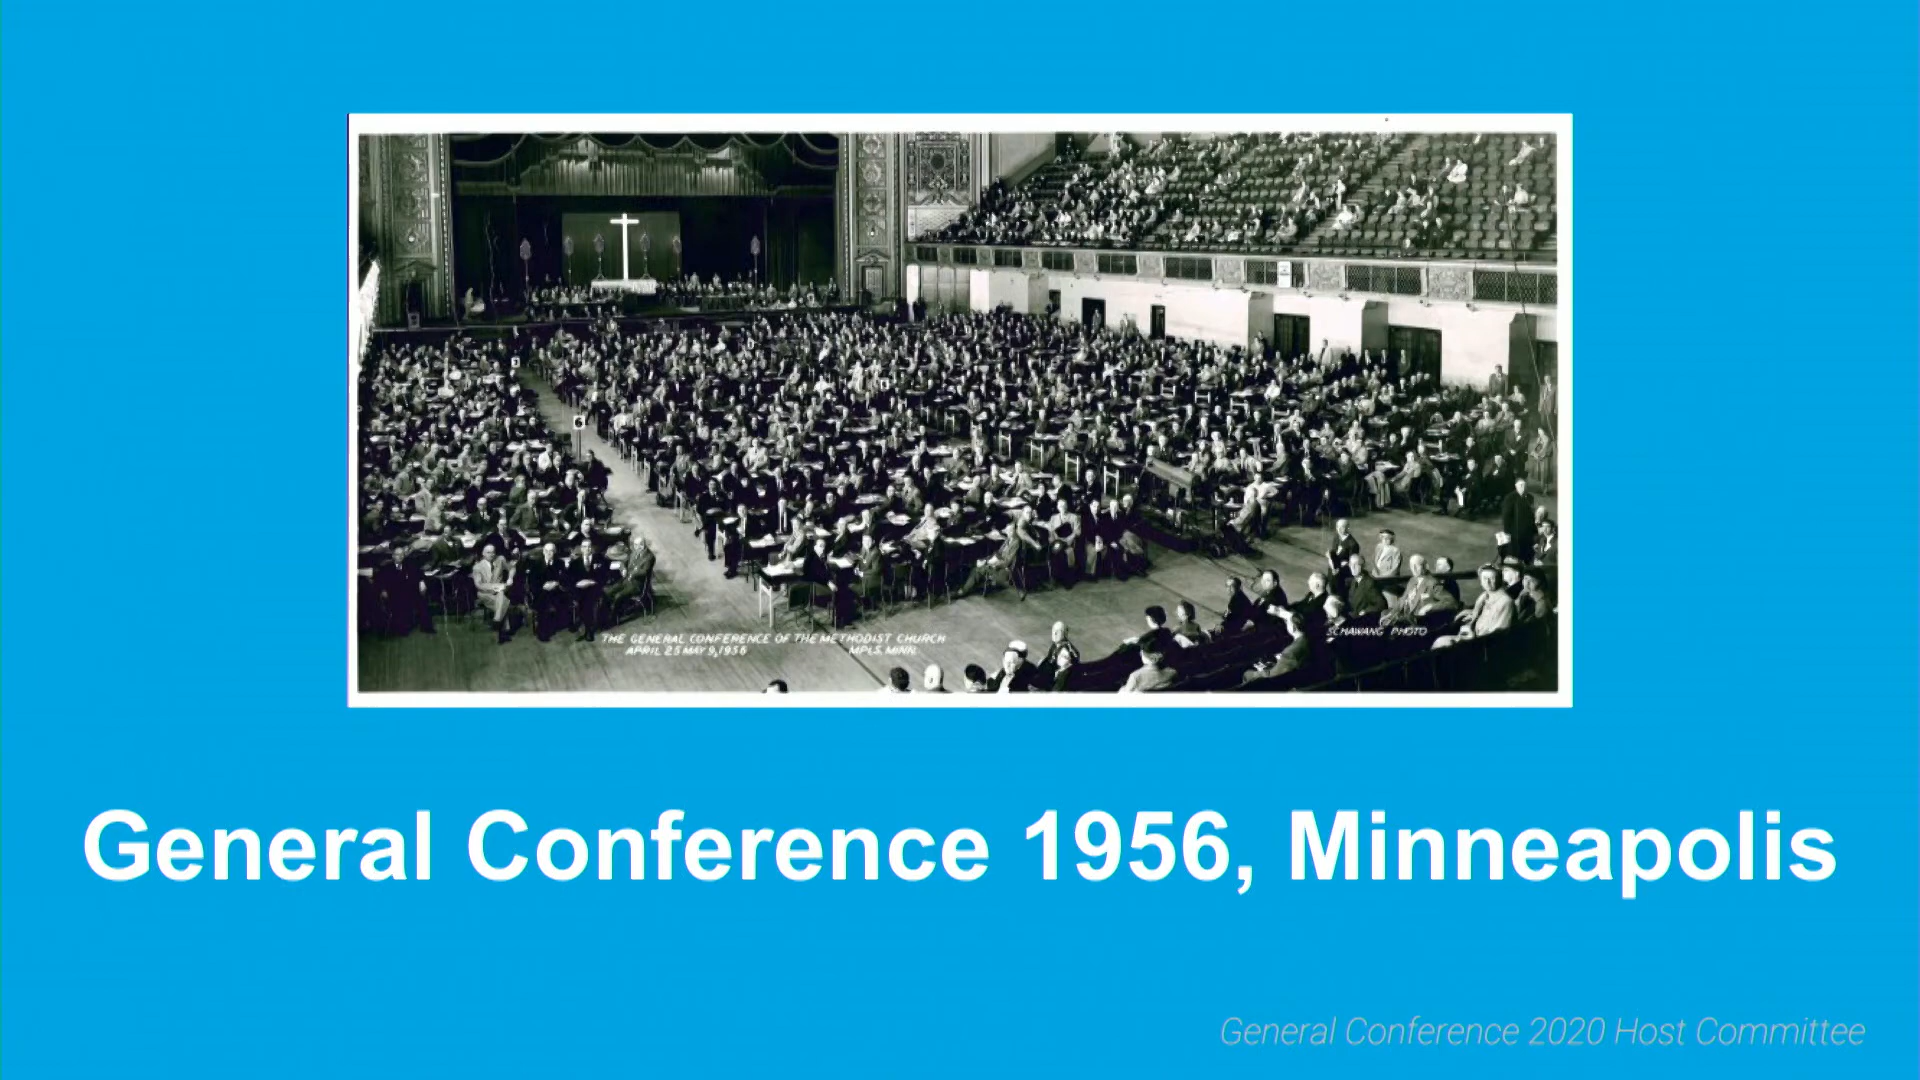 THE GENERAL CONFERENCE OF THE METHODIST CHURCH
APRIL 25 MAY 9, 1956 MPLS. MINN.
SCHAWANG PHOTO
General Conference 1956, Minneapolis
General Conference 2020 Host Committee